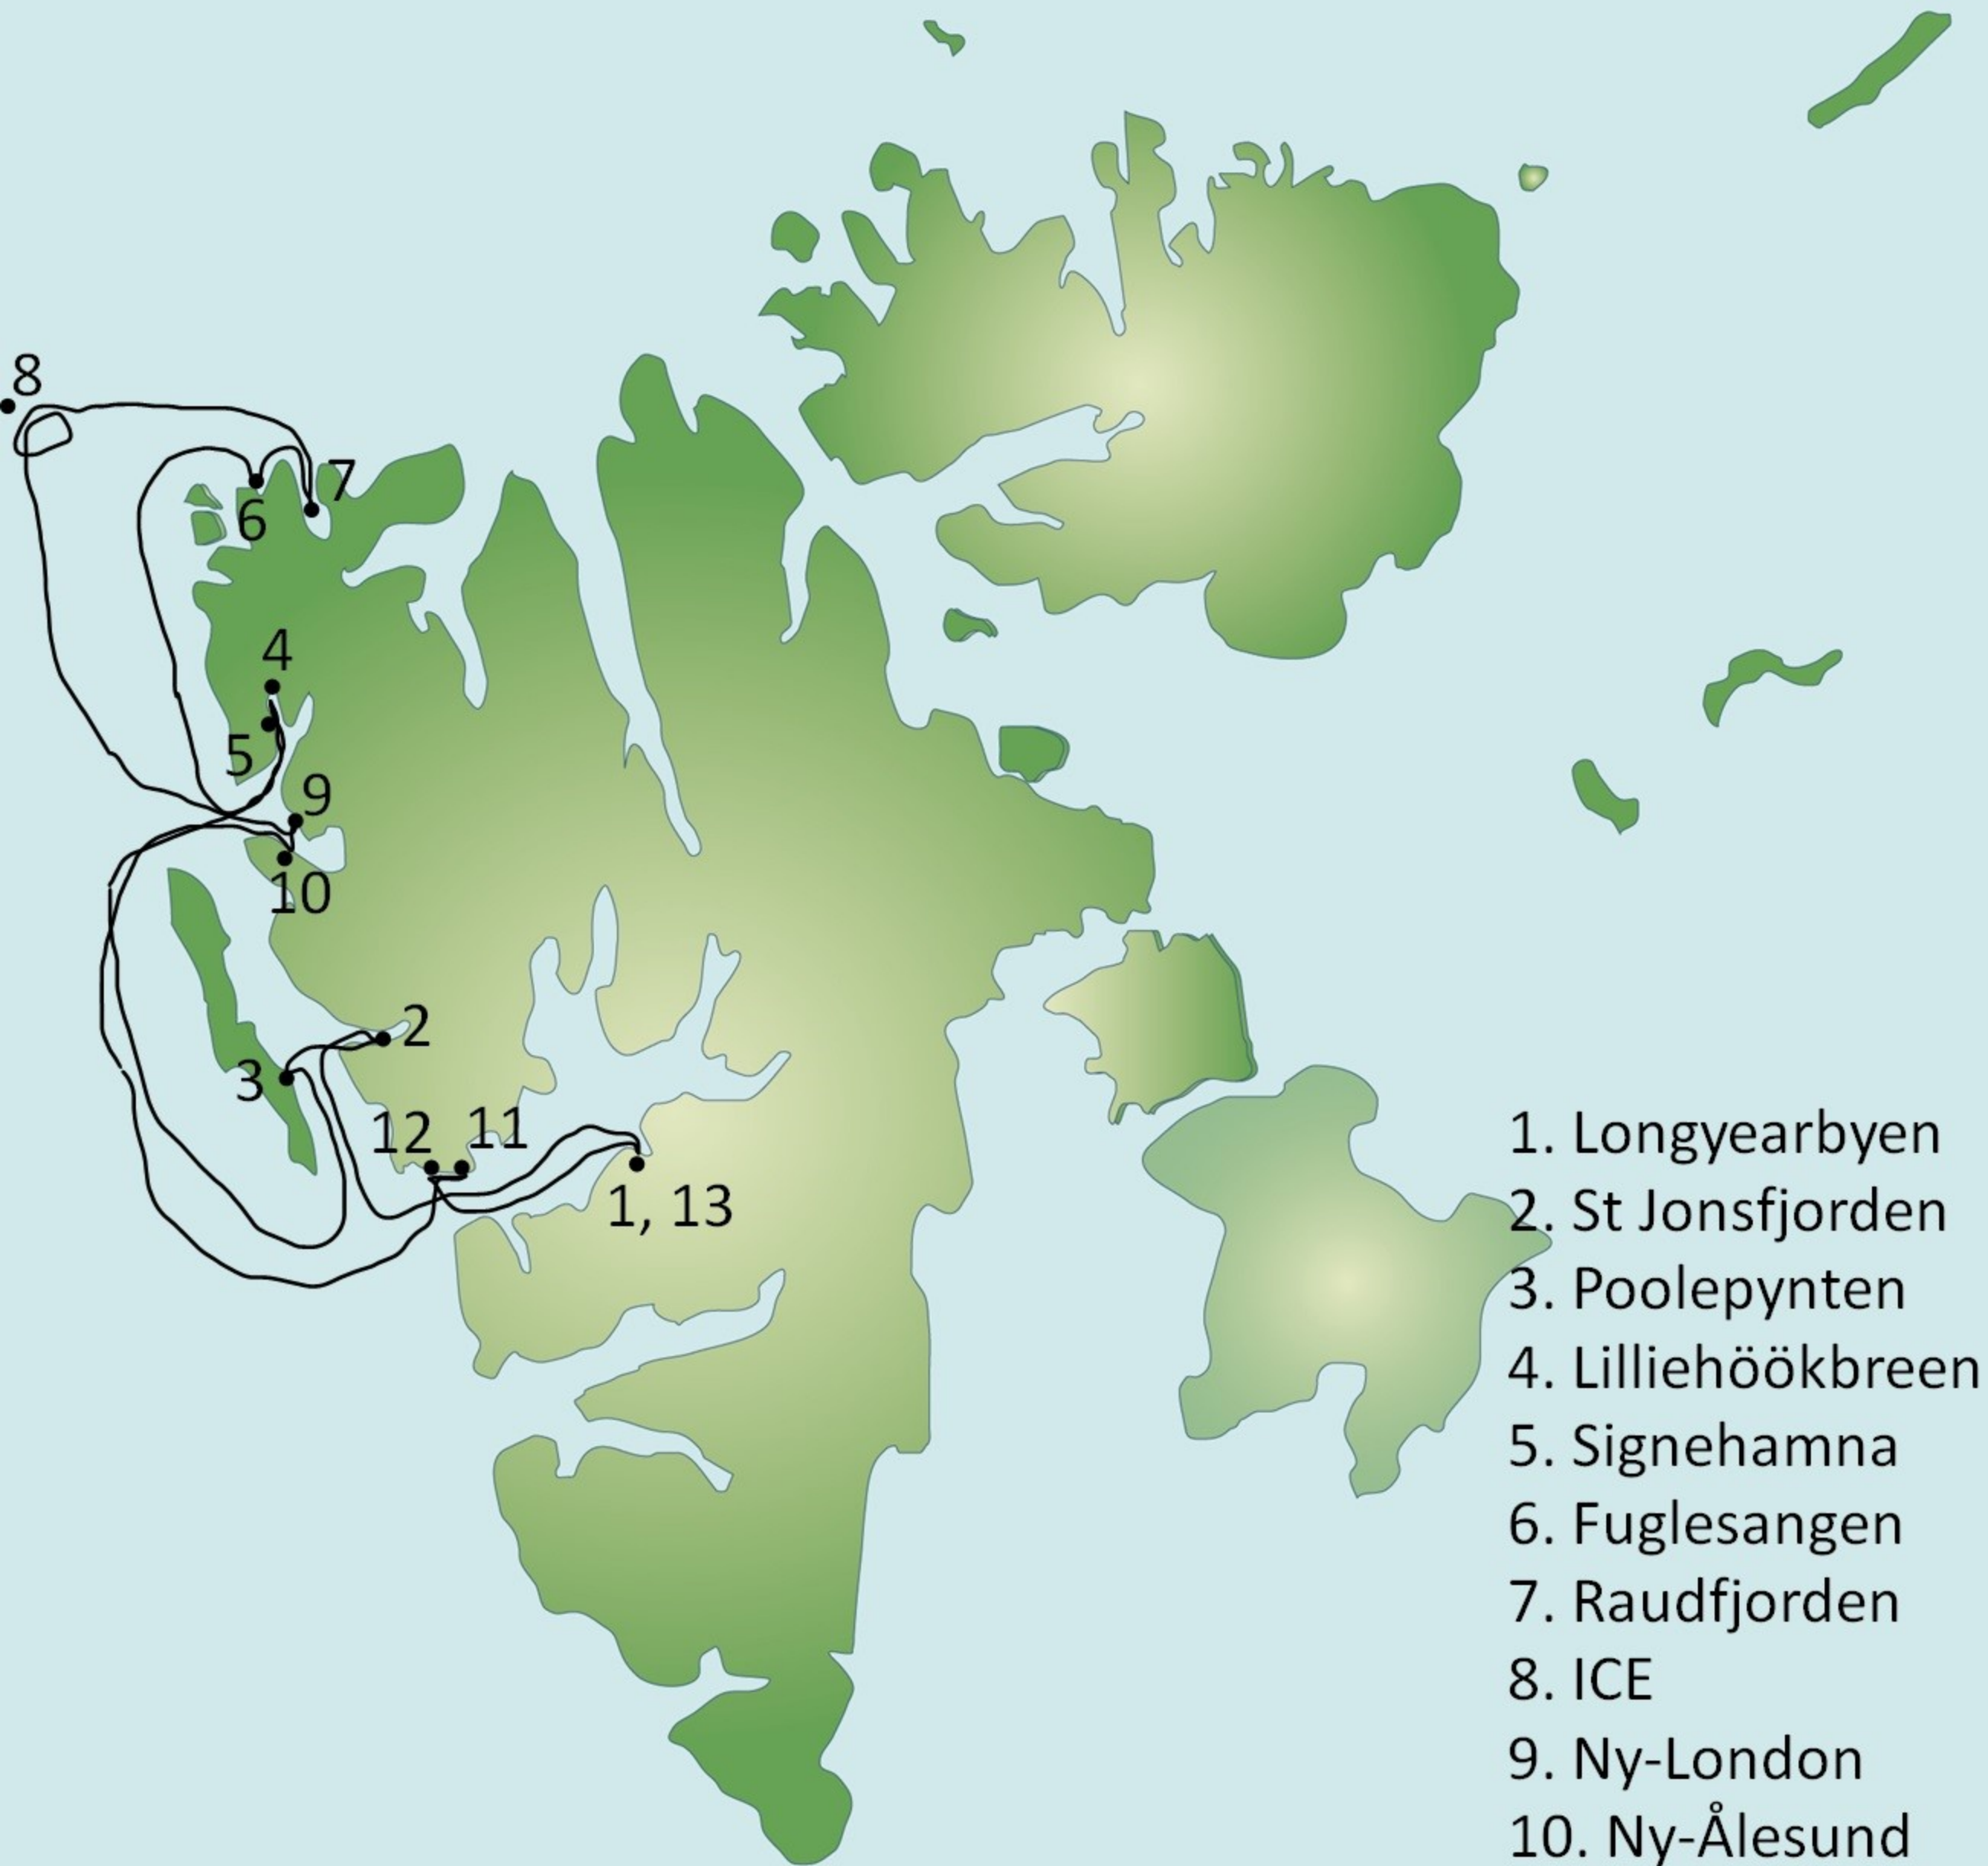 8
7
6
4
5
9
10
2
3
12
11
1, 13
1. Longyearbyen
2. St Jonsfjorden
3. Poolepynten
4. Lilliehöökbreen
5. Signehamna
6. Fuglesangen
7. Raudfjorden
8. ICE
9. Ny-London
10. Ny-Ålesund